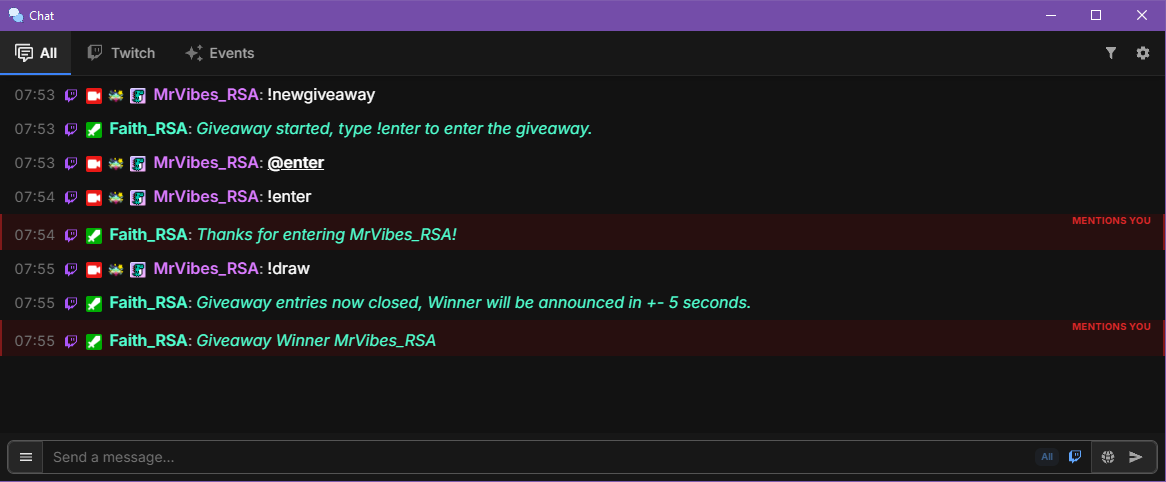 Chat
All Twitch Events
07:53 MrVibes_RSA: !newgiveaway
07:53 Faith_RSA: Giveaway started, type !enter to enter the giveaway.
07:53 MrVibes_RSA: @enter
07:54 MrVibes_RSA: !enter
MENTIONS YOU
07:54 Faith_RSA: Thanks for entering MrVibes_RSA!
07:55 MrVibes_RSA: !draw
07:55 Faith_RSA: Giveaway entries now closed, Winner will be announced in +- 5 seconds.
MENTIONS YOU
07:55 Faith_RSA: Giveaway Winner MrVibes_RSA
Send a message... All